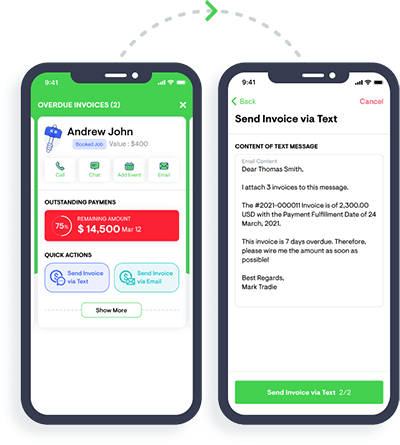 9:41
OVERDUE INVOICES (2)
Andrew John
Booked Job Value : $400
Call Chat Add Event Email
OUTSTANDING PAYMENS
75% REMAINING AMOUNT
$ 14,500 Mar 12
QUICK ACTIONS
Send Invoice
via Text
Send Invoice
via Email
Show More
9:41
Back Cancel
Send Invoice via Text
CONTENT OF TEXT MESSAGE
Email Content
Dear Thomas Smith,
I attach 3 invoices to this message.
The #2021-000011 Invoice is of 2,300.00
USD with the Payment Fulfillment Date of 24
March, 2021.
This invoice is 7 days overdue. Therefore,
please wire me the amount as soon as
possible!
Best Regards,
Mark Tradie
Send Invoice via Text 2/2